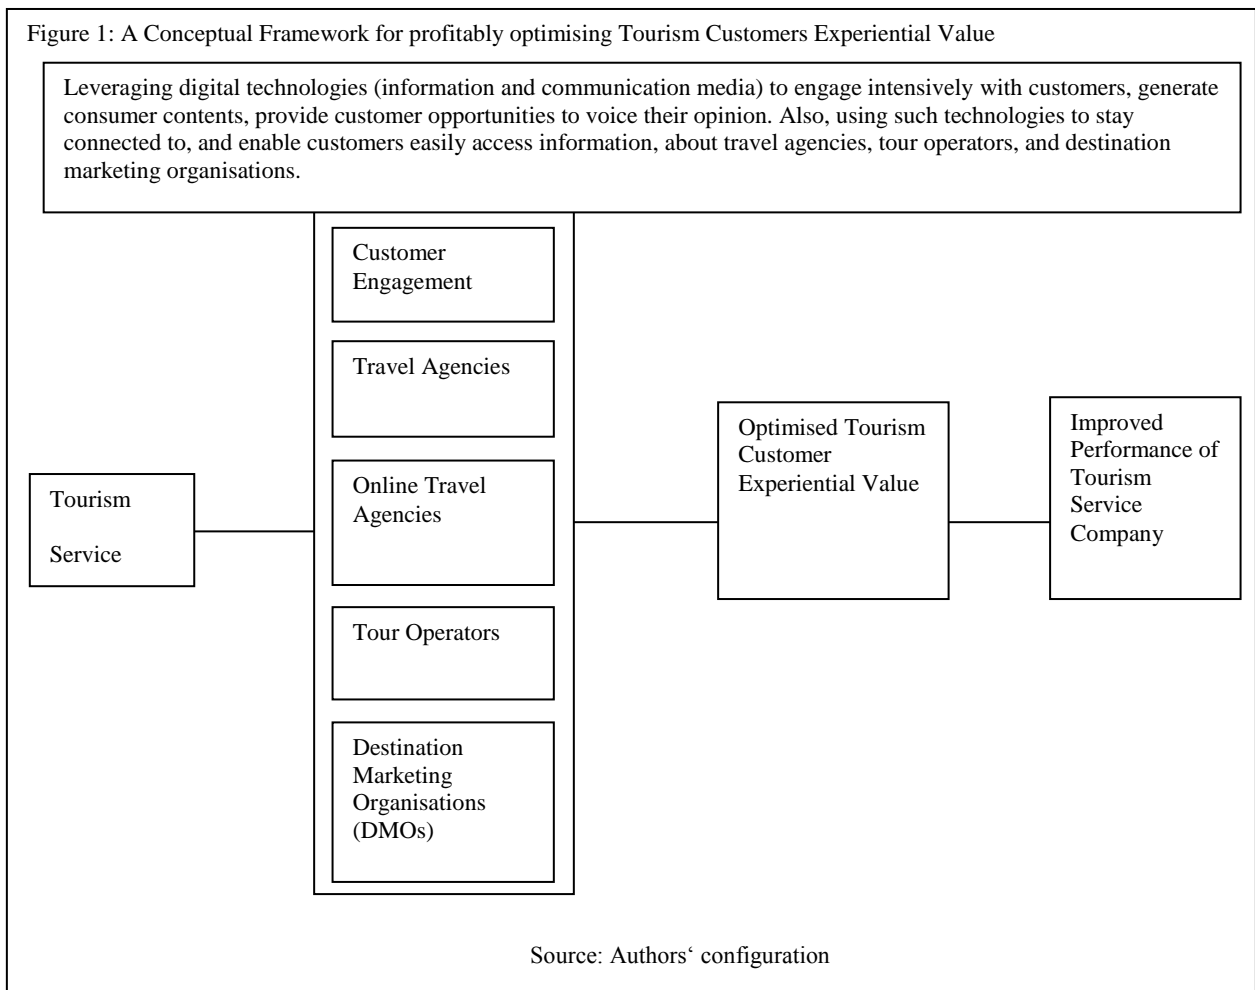 Figure 1: A Conceptual Framework for profitably optimising Tourism Customers Experiential Value
Leveraging digital technologies (information and communication media) to engage intensively with customers, generate
consumer contents, provide customer opportunities to voice their opinion. Also, using such technologies to stay
connected to, and enable customers easily access information, about travel agencies, tour operators, and destination
marketing organisations.
Tourism
Service
Customer
Engagement
Travel Agencies
Online Travel
Agencies
Tour Operators
Destination
Marketing
Organisations
(DMOs)
Optimised Tourism
Customer
Experiential Value
Improved
Performance of
Tourism
Service
Company
Source: Authors‘ configuration